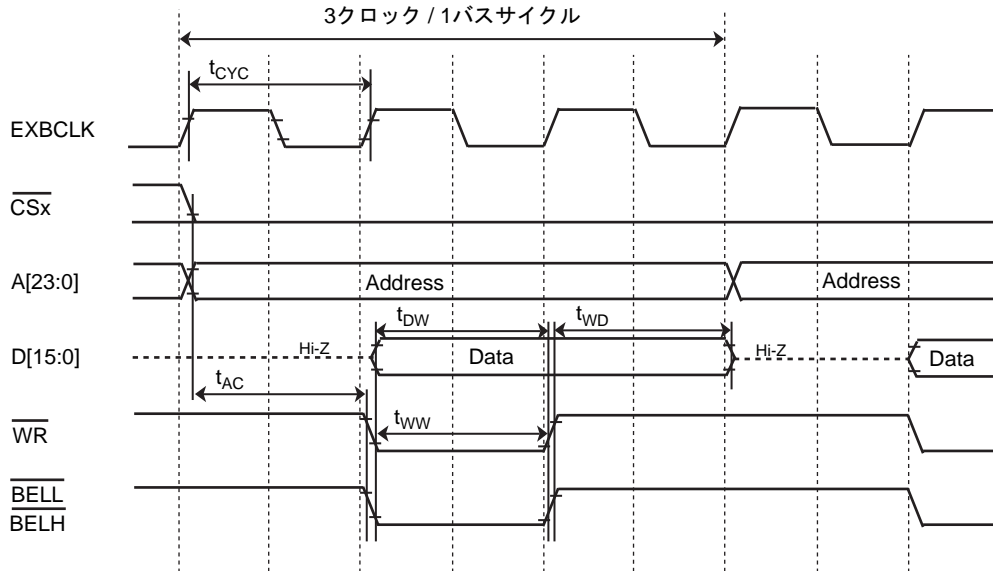 3クロック / 1バスサイクル
tCYC
EXBCLK
CSx
A[23:0]
Address
Address
tDW
tWD
D[15:0]
Hi-Z
Data
Hi-Z
Data
tAC
WR
tWW
BELL
BELH